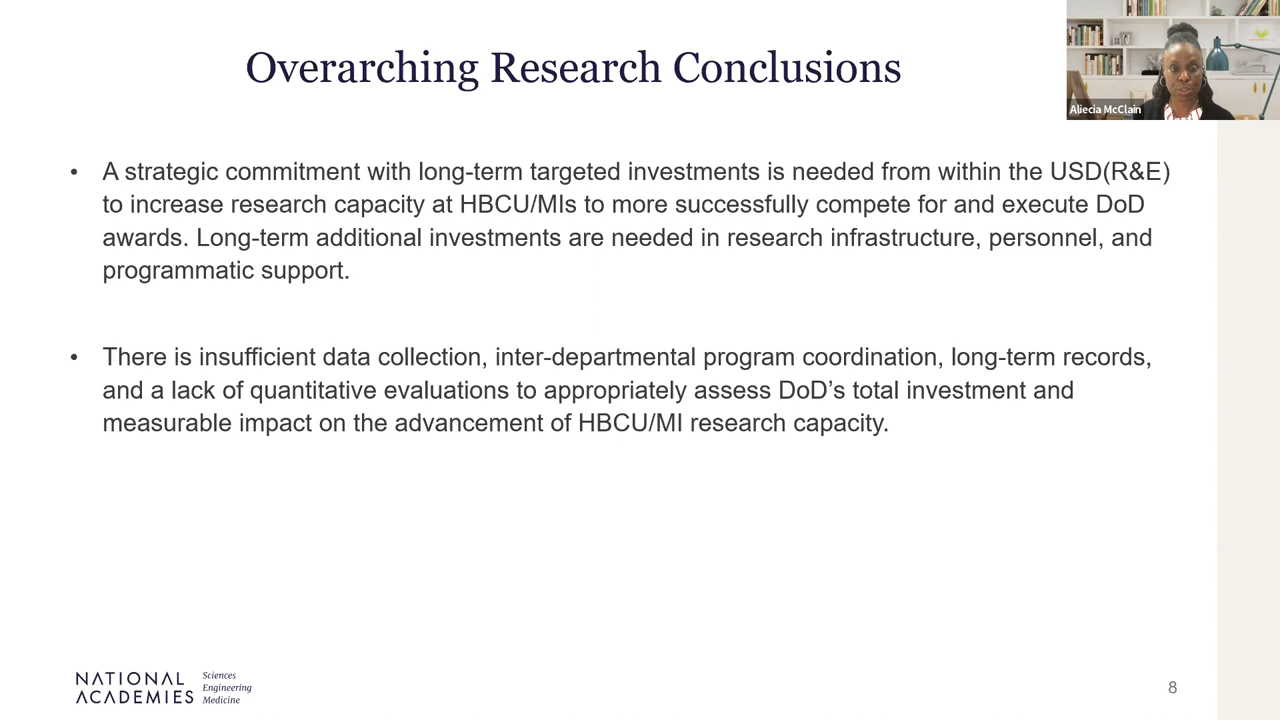 Overarching Research Conclusions
Aliecia McClain
• A strategic commitment with long-term targeted investments is needed from within the USD(R&E)
to increase research capacity at HBCU/MIs to more successfully compete for and execute DoD
awards. Long-term additional investments are needed in research infrastructure, personnel, and
programmatic support.
• There is insufficient data collection, inter-departmental program coordination, long-term records,
and a lack of quantitative evaluations to appropriately assess DoD’s total investment and
measurable impact on the advancement of HBCU/MI research capacity.
NATIONAL
ACADEMIES
Sciences
Engineering
Medicine
8